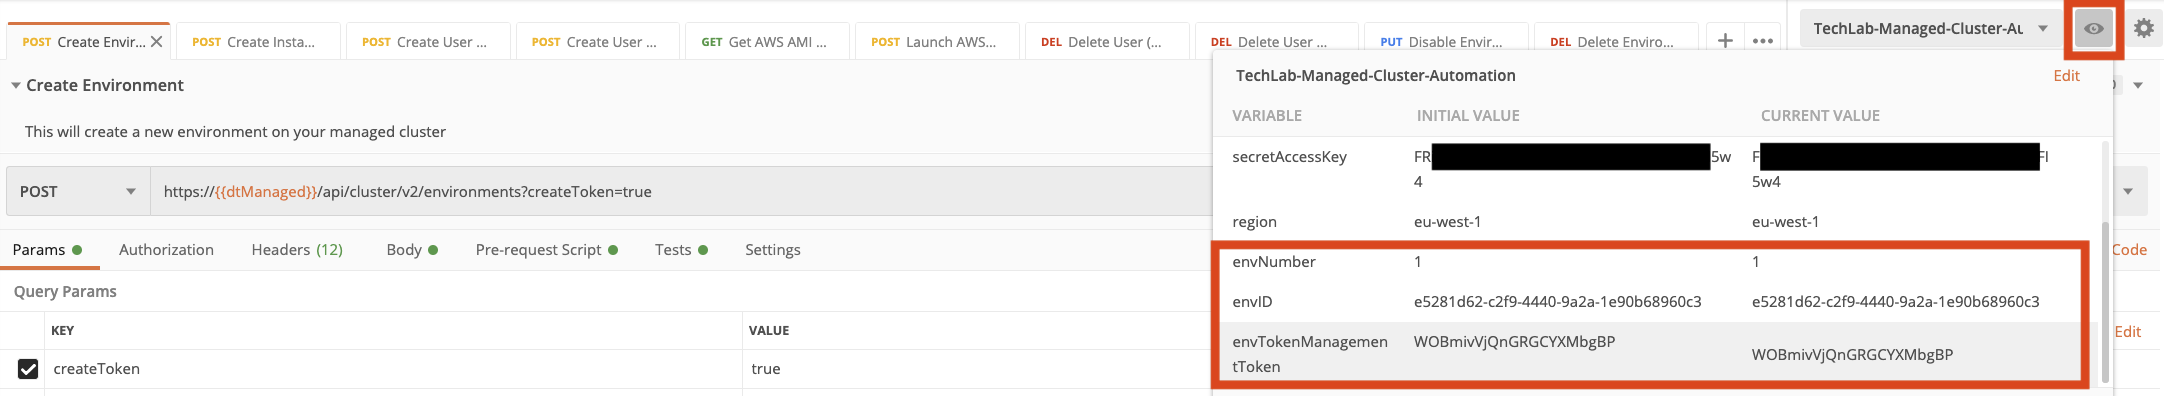 POST Create Envir... POST Create Insta... POST Create User ... POST Create User ... GET Get AWS AMI ... POST Launch AWS... DEL Delete User (... DEL Delete User ... PUT Disable Envir... DEL Delete Enviro... TechLab-Managed-Cluster-Au
TechLab-Managed-Cluster-Automation Edit
Create Environment
VARIABLE INITIAL VALUE CURRENT VALUE
This will create a new environment on your managed cluster
secretAccessKey FR 5w F FI
4 5w4
POST https://{{dtManaged}}/api/cluster/v2/environments?createToken=true
region eu-west-1 eu-west-1
Params Authorization Headers (12) Body Pre-request Script Tests Settings Code
envNumber 1 1
Query Params
envID e5281d62-c2f9-4440-9a2a-1e90b68960c3 e5281d62-c2f9-4440-9a2a-1e90b68960c3
KEY VALUE Edit
envTokenManagemen WOBmivVjQnGRGCYXMbgBP WOBmivVjQnGRGCYXMbgBP
tToken
createToken true